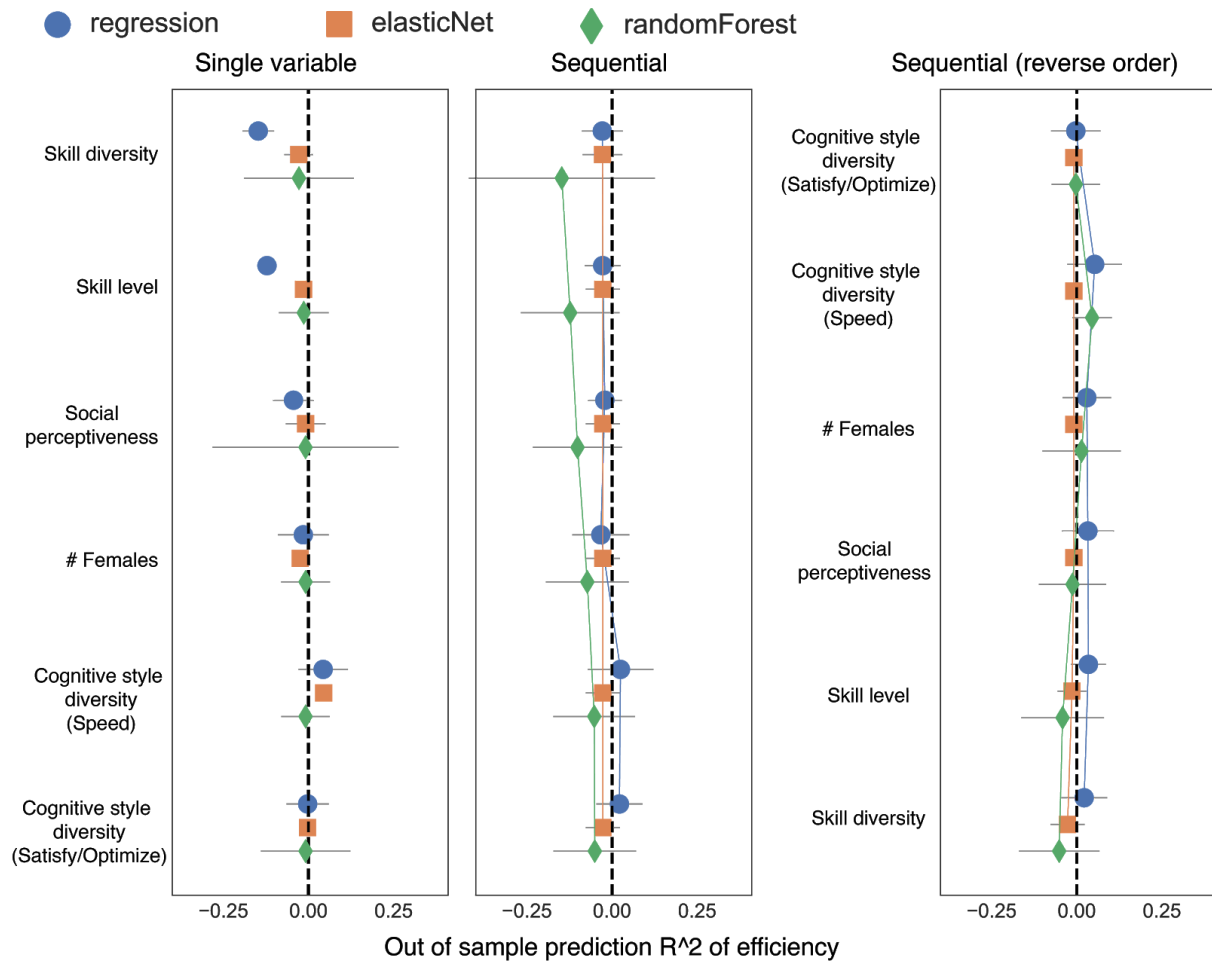 regression
elasticNet
randomForest
Single variable
Sequential
Sequential (reverse order)
Skill diversity
Skill level
Social
perceptiveness
# Females
Cognitive style
diversity
(Speed)
Cognitive style
diversity
(Satisfy/Optimize)
Cognitive style
diversity
(Satisfy/Optimize)
Cognitive style
diversity
(Speed)
# Females
Social
perceptiveness
Skill level
Skill diversity
−0.25 0.00 0.25
−0.25 0.00 0.25
−0.25 0.00 0.25
Out of sample prediction R^2 of efficiency